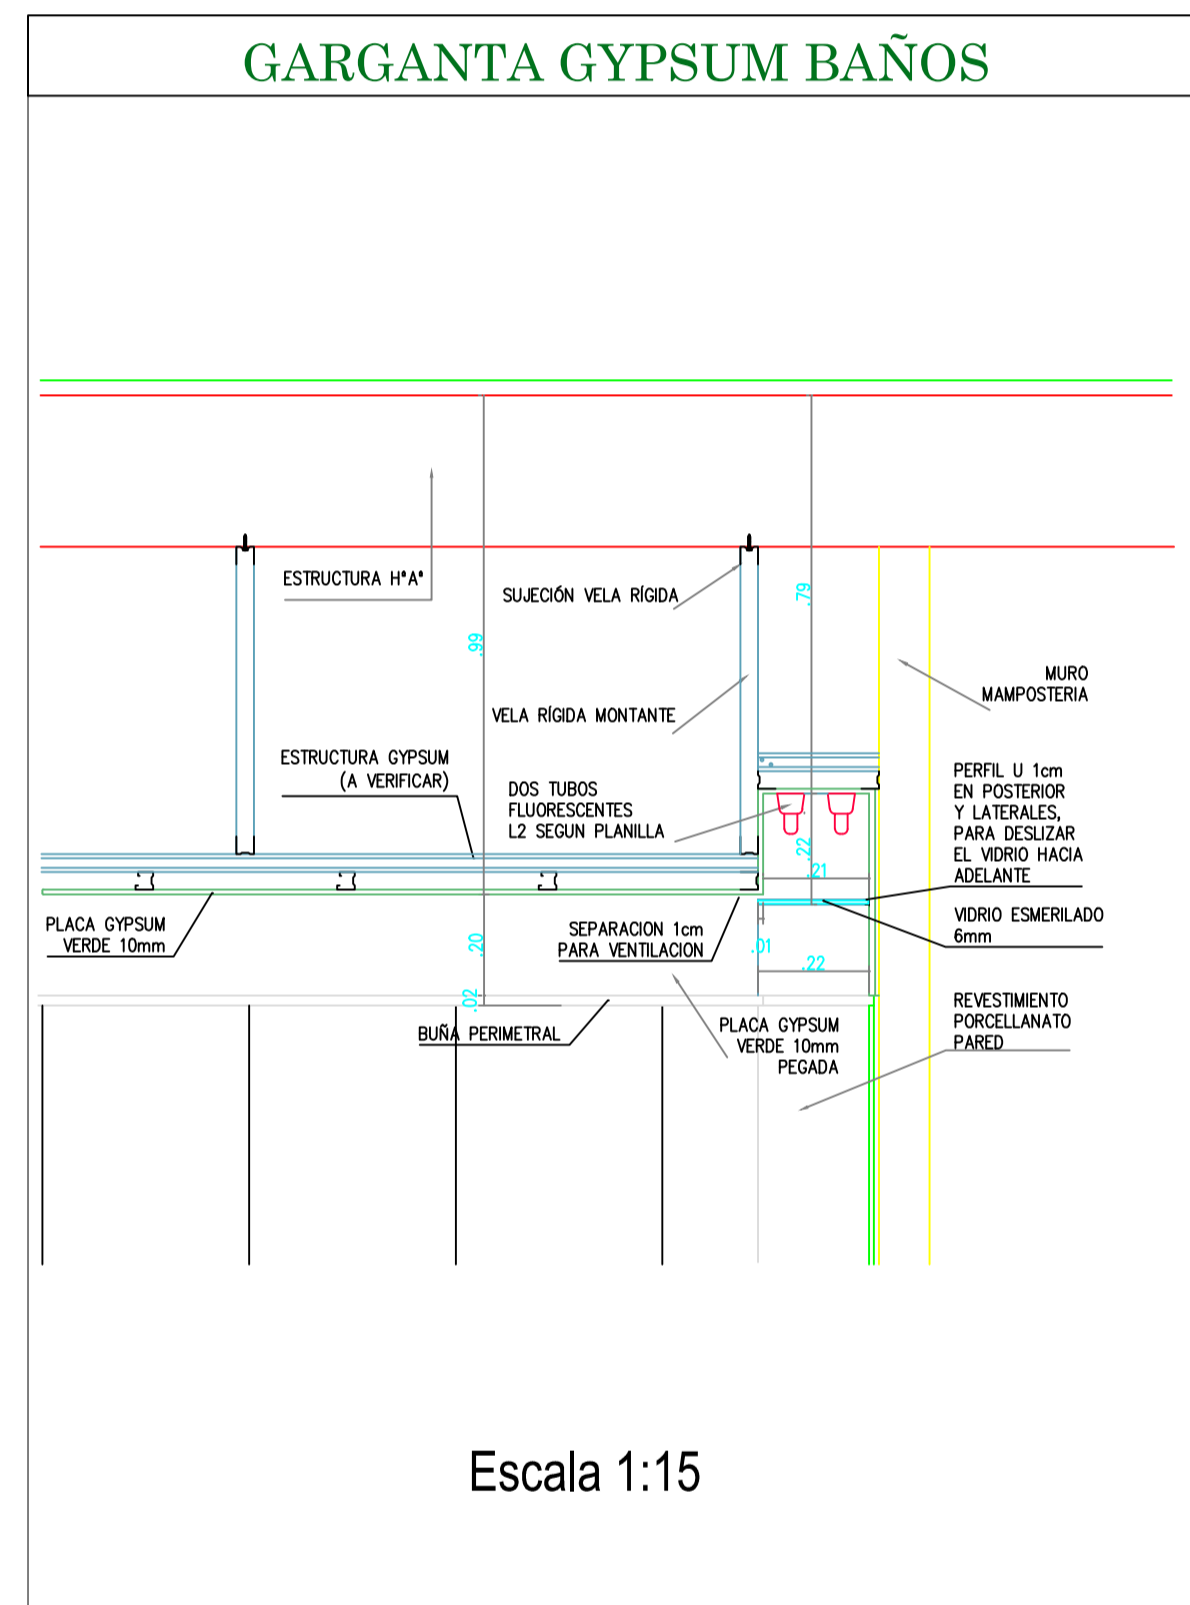 GARGANTA GYPSUM BAÑOS
ESTRUCTURA H°A°
SUJECIÓN VELA RÍGIDA
.79
.99
MURO
MAMPOSTERIA
VELA RÍGIDA MONTANTE
ESTRUCTURA GYPSUM
(A VERIFICAR)
DOS TUBOS
FLUORESCENTES
L2 SEGUN PLANILLA
PERFIL U 1cm
EN POSTERIOR
Y LATERALES,
PARA DESLIZAR
EL VIDRIO HACIA
ADELANTE
.22
.21
PLACA GYPSUM
VERDE 10mm
SEPARACION 1cm
PARA VENTILACION
VIDRIO ESMERILADO
6mm
.20
.01
.22
.02
BUÑA PERIMETRAL
PLACA GYPSUM
VERDE 10mm
PEGADA
REVESTIMIENTO
PORCELLANATO
PARED
Escala 1:15